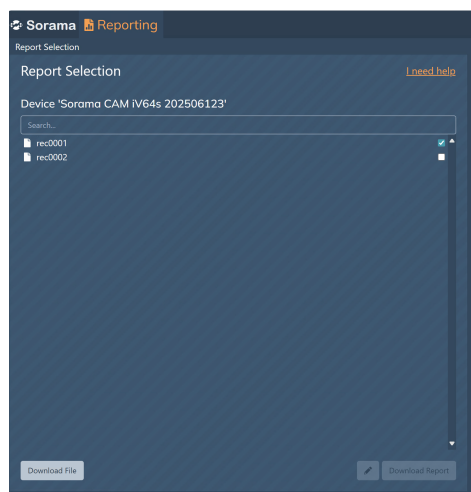 Sorama Reporting
Report Selection
Report Selection I need help
Device 'Sorama CAM iV64s 202506123'
Search...
rec0001
rec0002
Download File Download Report